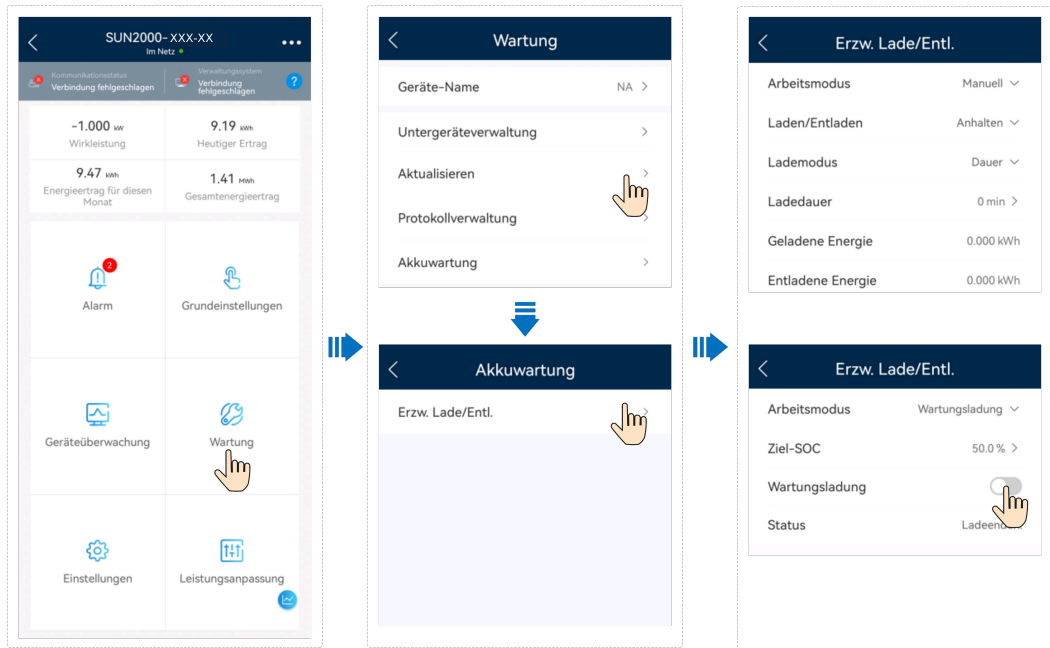 SUN2000- XXX-XX
Im Netz
Kommunikationsstatus
Verbindung fehlgeschlagen
Verwaltungssystem
Verbindung
fehlgeschlagen
?
-1.000 kW
Wirkleistung
9.19 kWh
Heutiger Ertrag
9.47 kWh
Energieertrag für diesen
Monat
1.41 MWh
Gesamtenergieertrag
2
Alarm
Grundeinstellungen
Geräteüberwachung
Wartung
Einstellungen
Leistungsanpassung
Wartung
Geräte-Name NA
Untergeräteverwaltung
Aktualisieren
Protokollverwaltung
Akkuwartung
Akkuwartung
Erzw. Lade/Entl.
Erzw. Lade/Entl.
Arbeitsmodus Manuell
Laden/Entladen Anhalten
Lademodus Dauer
Ladedauer 0 min
Geladene Energie 0.000 kWh
Entladene Energie 0.000 kWh
Erzw. Lade/Entl.
Arbeitsmodus Wartungsladung
Ziel-SOC 50.0 %
Wartungsladung
Status